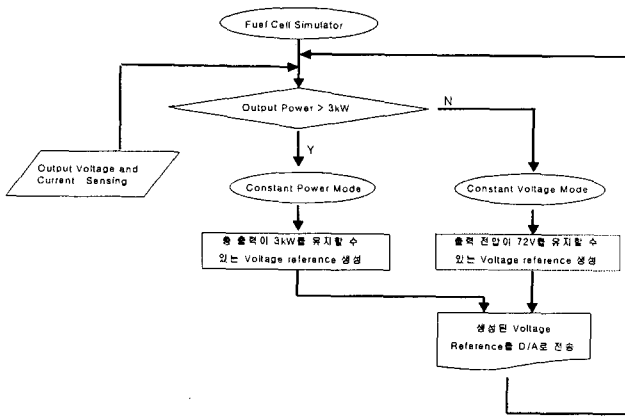 Fuel Cell Simulator
Output Power > 3kW
N
Y
Output Voltage and
Current Sensing
Constant Power Mode
Constant Voltage Mode
총 출력이 3kW를 유지할 수
있는 Voltage reference 생성
출력 전압이 72V를 유지할 수
있는 Voltage reference 생성
생성된 Voltage
Reference를 D/A로 전송